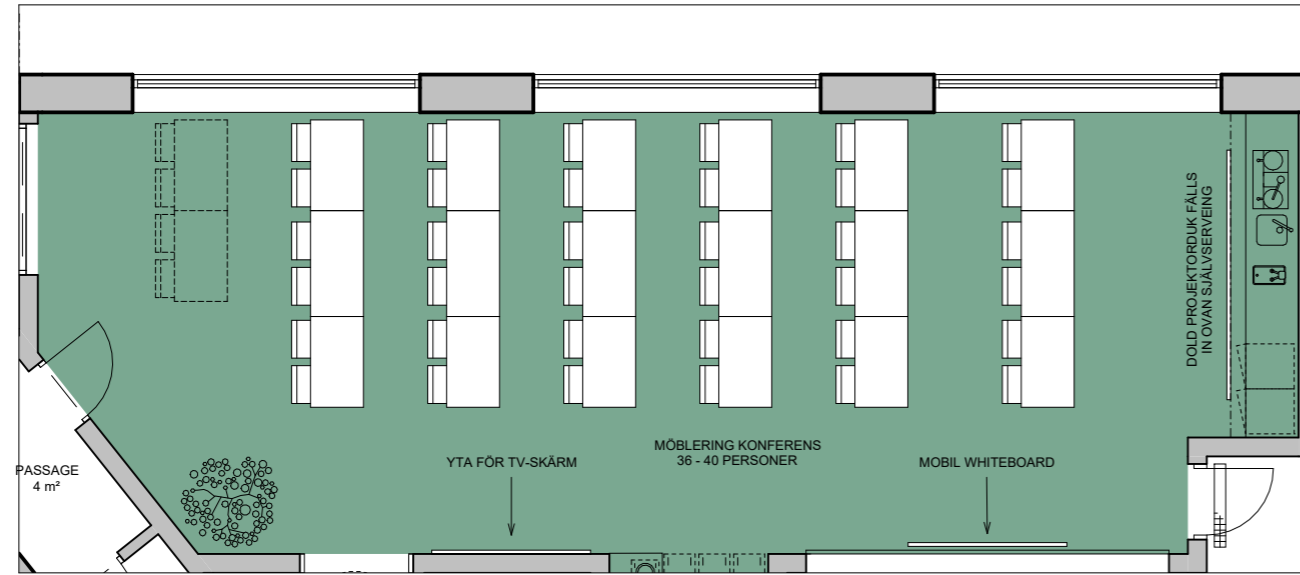 DOLD PROJEKTORDUK FÄLLS
IN OVAN SJÄLVSERVEING
MÖBLERING KONFERENS
36 - 40 PERSONER
YTA FÖR TV-SKÄRM
MOBIL WHITEBOARD
PASSAGE
4 m²